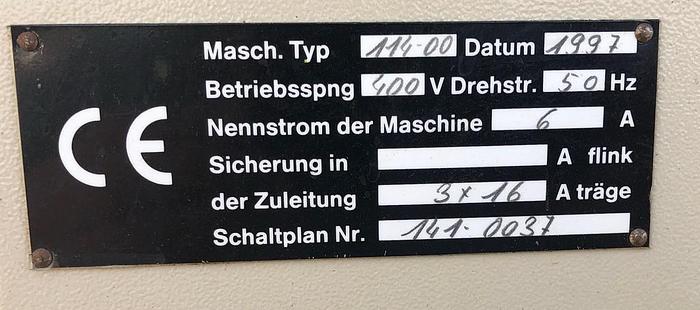 CE
Masch. Typ 114-00 Datum 1997
Betriebsspng 400 V Drehstr. 50 Hz
Nennstrom der Maschine 6 A
Sicherung in A flink
der Zuleitung 3x16 A träge
Schaltplan Nr. 141-0037